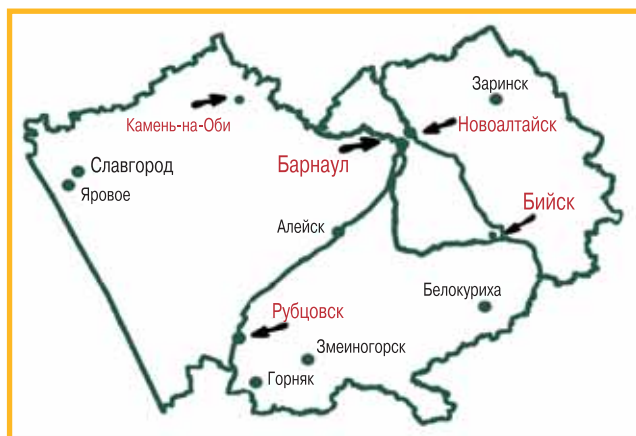 Заринск
Камень-на-Оби
Новоалтайск
Барнаул
Славгород
Яровое
Бийск
Алейск
Белокуриха
Рубцовск
Змеиногорск
Горняк